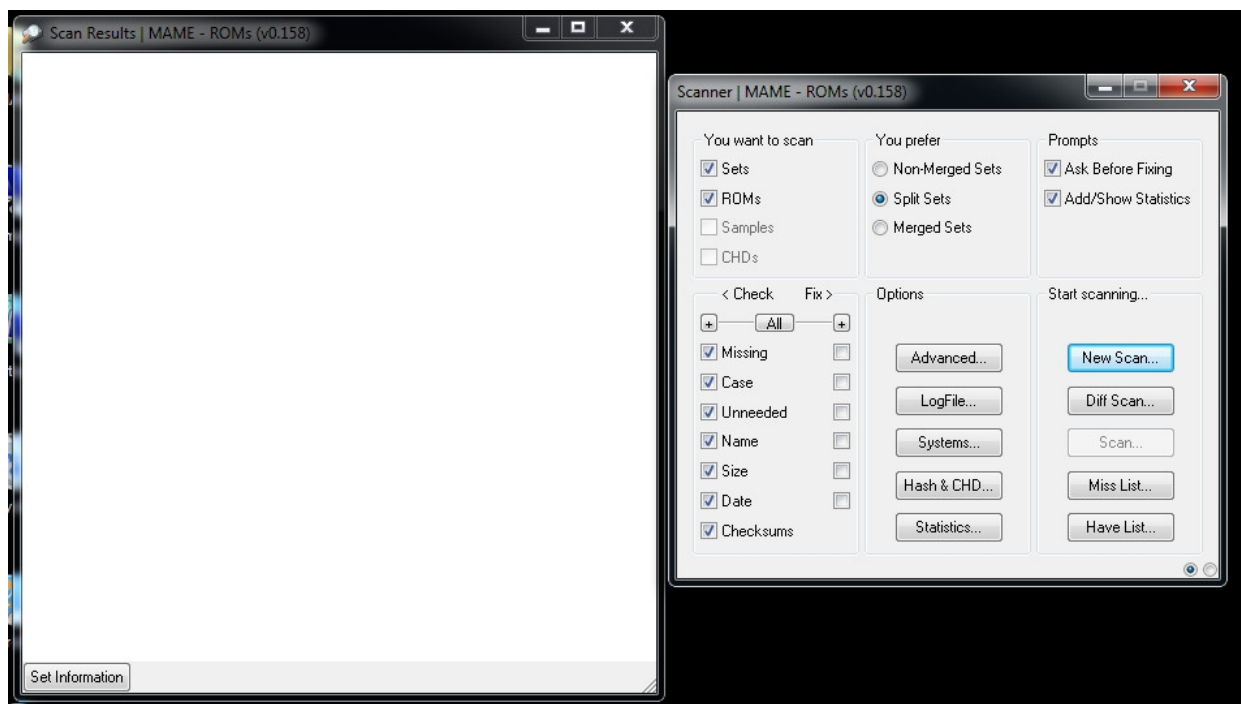 Scan Results | MAME - ROMs (v0.158)
Set Information
Scanner | MAME - ROMs (v0.158)
You want to scan
Sets
ROMs
Samples
CHDs
You prefer
Non-Merged Sets
Split Sets
Merged Sets
Prompts
Ask Before Fixing
Add/Show Statistics
< Check Fix >
+ All +
Missing
Case
Unneeded
Name
Size
Date
Checksums
Options
Advanced...
LogFile...
Systems...
Hash & CHD...
Statistics...
Start scanning...
New Scan...
Diff Scan...
Scan...
Miss List...
Have List...